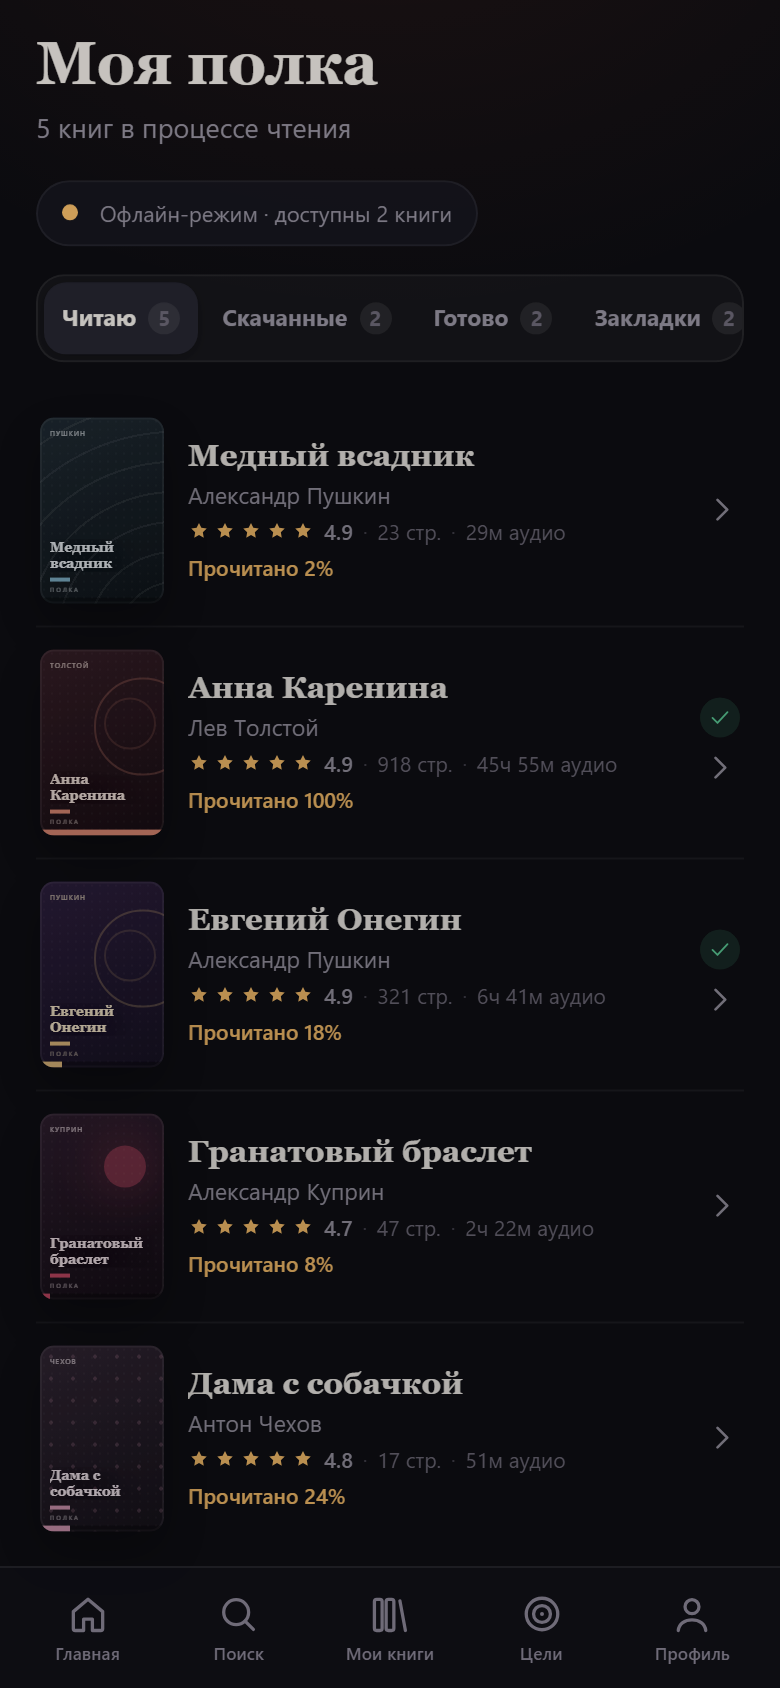 Моя полка
5 книг в процессе чтения
Офлайн-режим · доступны 2 книги
Читаю 5 Скачанные 2 Готово 2 Закладки 2
ПУШКИН
Медный
всадник
ПОЛКА
Медный всадник
Александр Пушкин
4.9 · 23 стр. · 29м аудио
Прочитано 2%
ТОЛСТОЙ
Анна
Каренина
ПОЛКА
Анна Каренина
Лев Толстой
4.9 · 918 стр. · 45ч 55м аудио
Прочитано 100%
ПУШКИН
Евгений
Онегин
ПОЛКА
Евгений Онегин
Александр Пушкин
4.9 · 321 стр. · 6ч 41м аудио
Прочитано 18%
КУПРИН
Гранатовый
браслет
ПОЛКА
Гранатовый браслет
Александр Куприн
4.7 · 47 стр. · 2ч 22м аудио
Прочитано 8%
ЧЕХОВ
Дама с
собачкой
ПОЛКА
Дама с собачкой
Антон Чехов
4.8 · 17 стр. · 51м аудио
Прочитано 24%
Главная Поиск Мои книги Цели Профиль